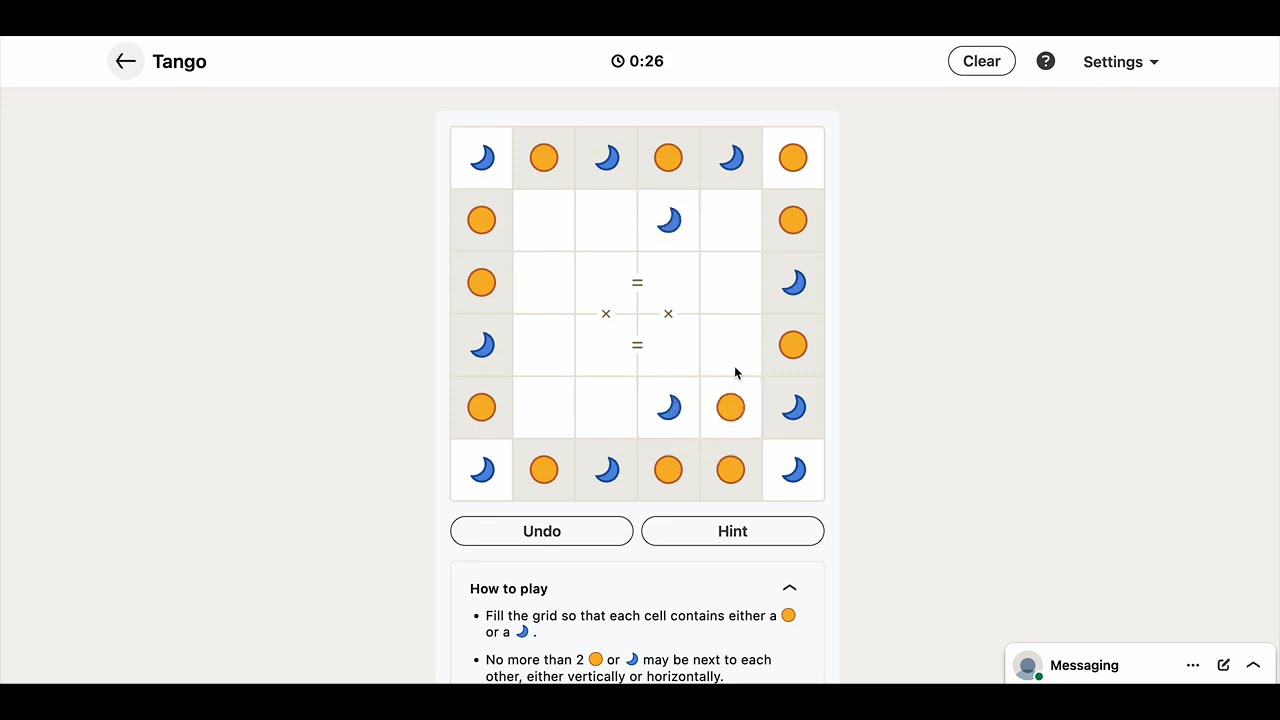 Tango
0:26
Clear
?
Settings
=
× ×
=
Undo
Hint
How to play
• Fill the grid so that each cell contains either a
or a .
• No more than 2 or may be next to each
other, either vertically or horizontally.
Messaging